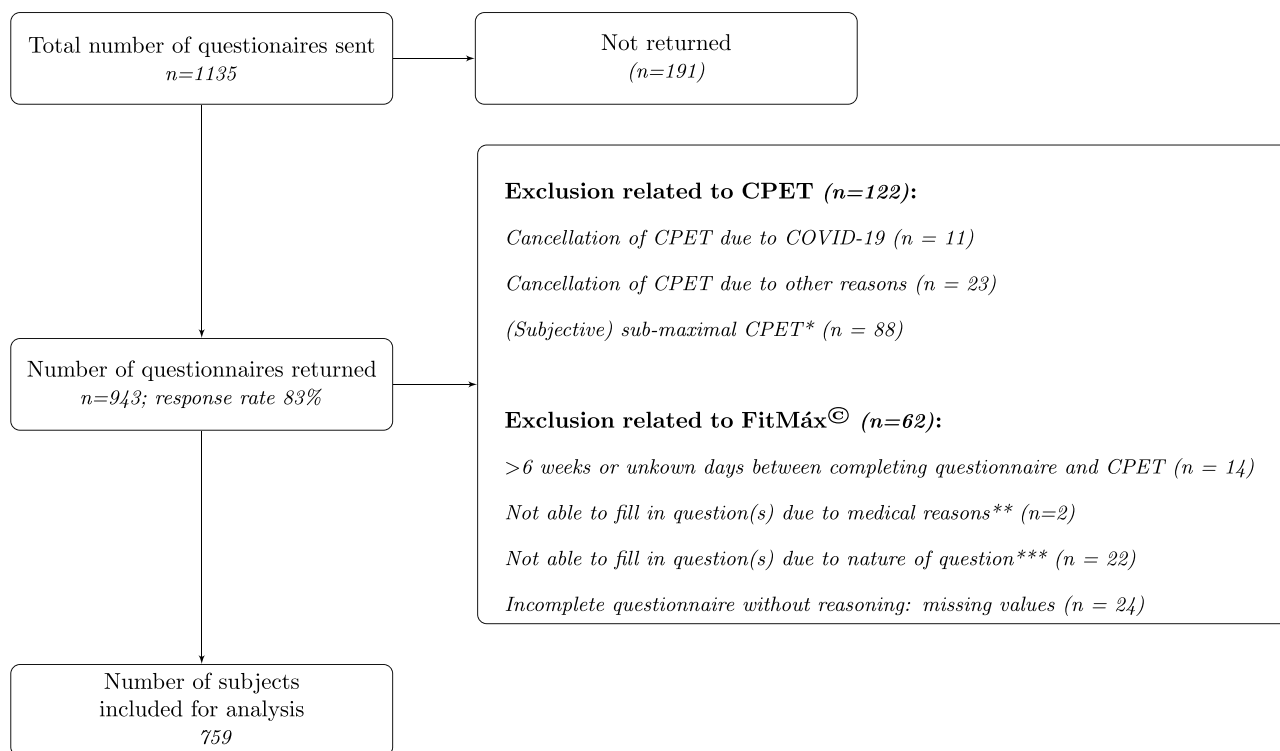 Total number of questionaires sent
n=1135
Not returned
(n=191)
Exclusion related to CPET (n=122):
Cancellation of CPET due to COVID-19 (n = 11)
Cancellation of CPET due to other reasons (n = 23)
(Subjective) sub-maximal CPET* (n = 88)
Number of questionnaires returned
n=943; response rate 83%
Exclusion related to FitMáx© (n=62):
>6 weeks or unkown days between completing questionnaire and CPET (n = 14)
Not able to fill in question(s) due to medical reasons** (n=2)
Not able to fill in question(s) due to nature of question*** (n = 22)
Incomplete questionnaire without reasoning: missing values (n = 24)
Number of subjects
included for analysis
759